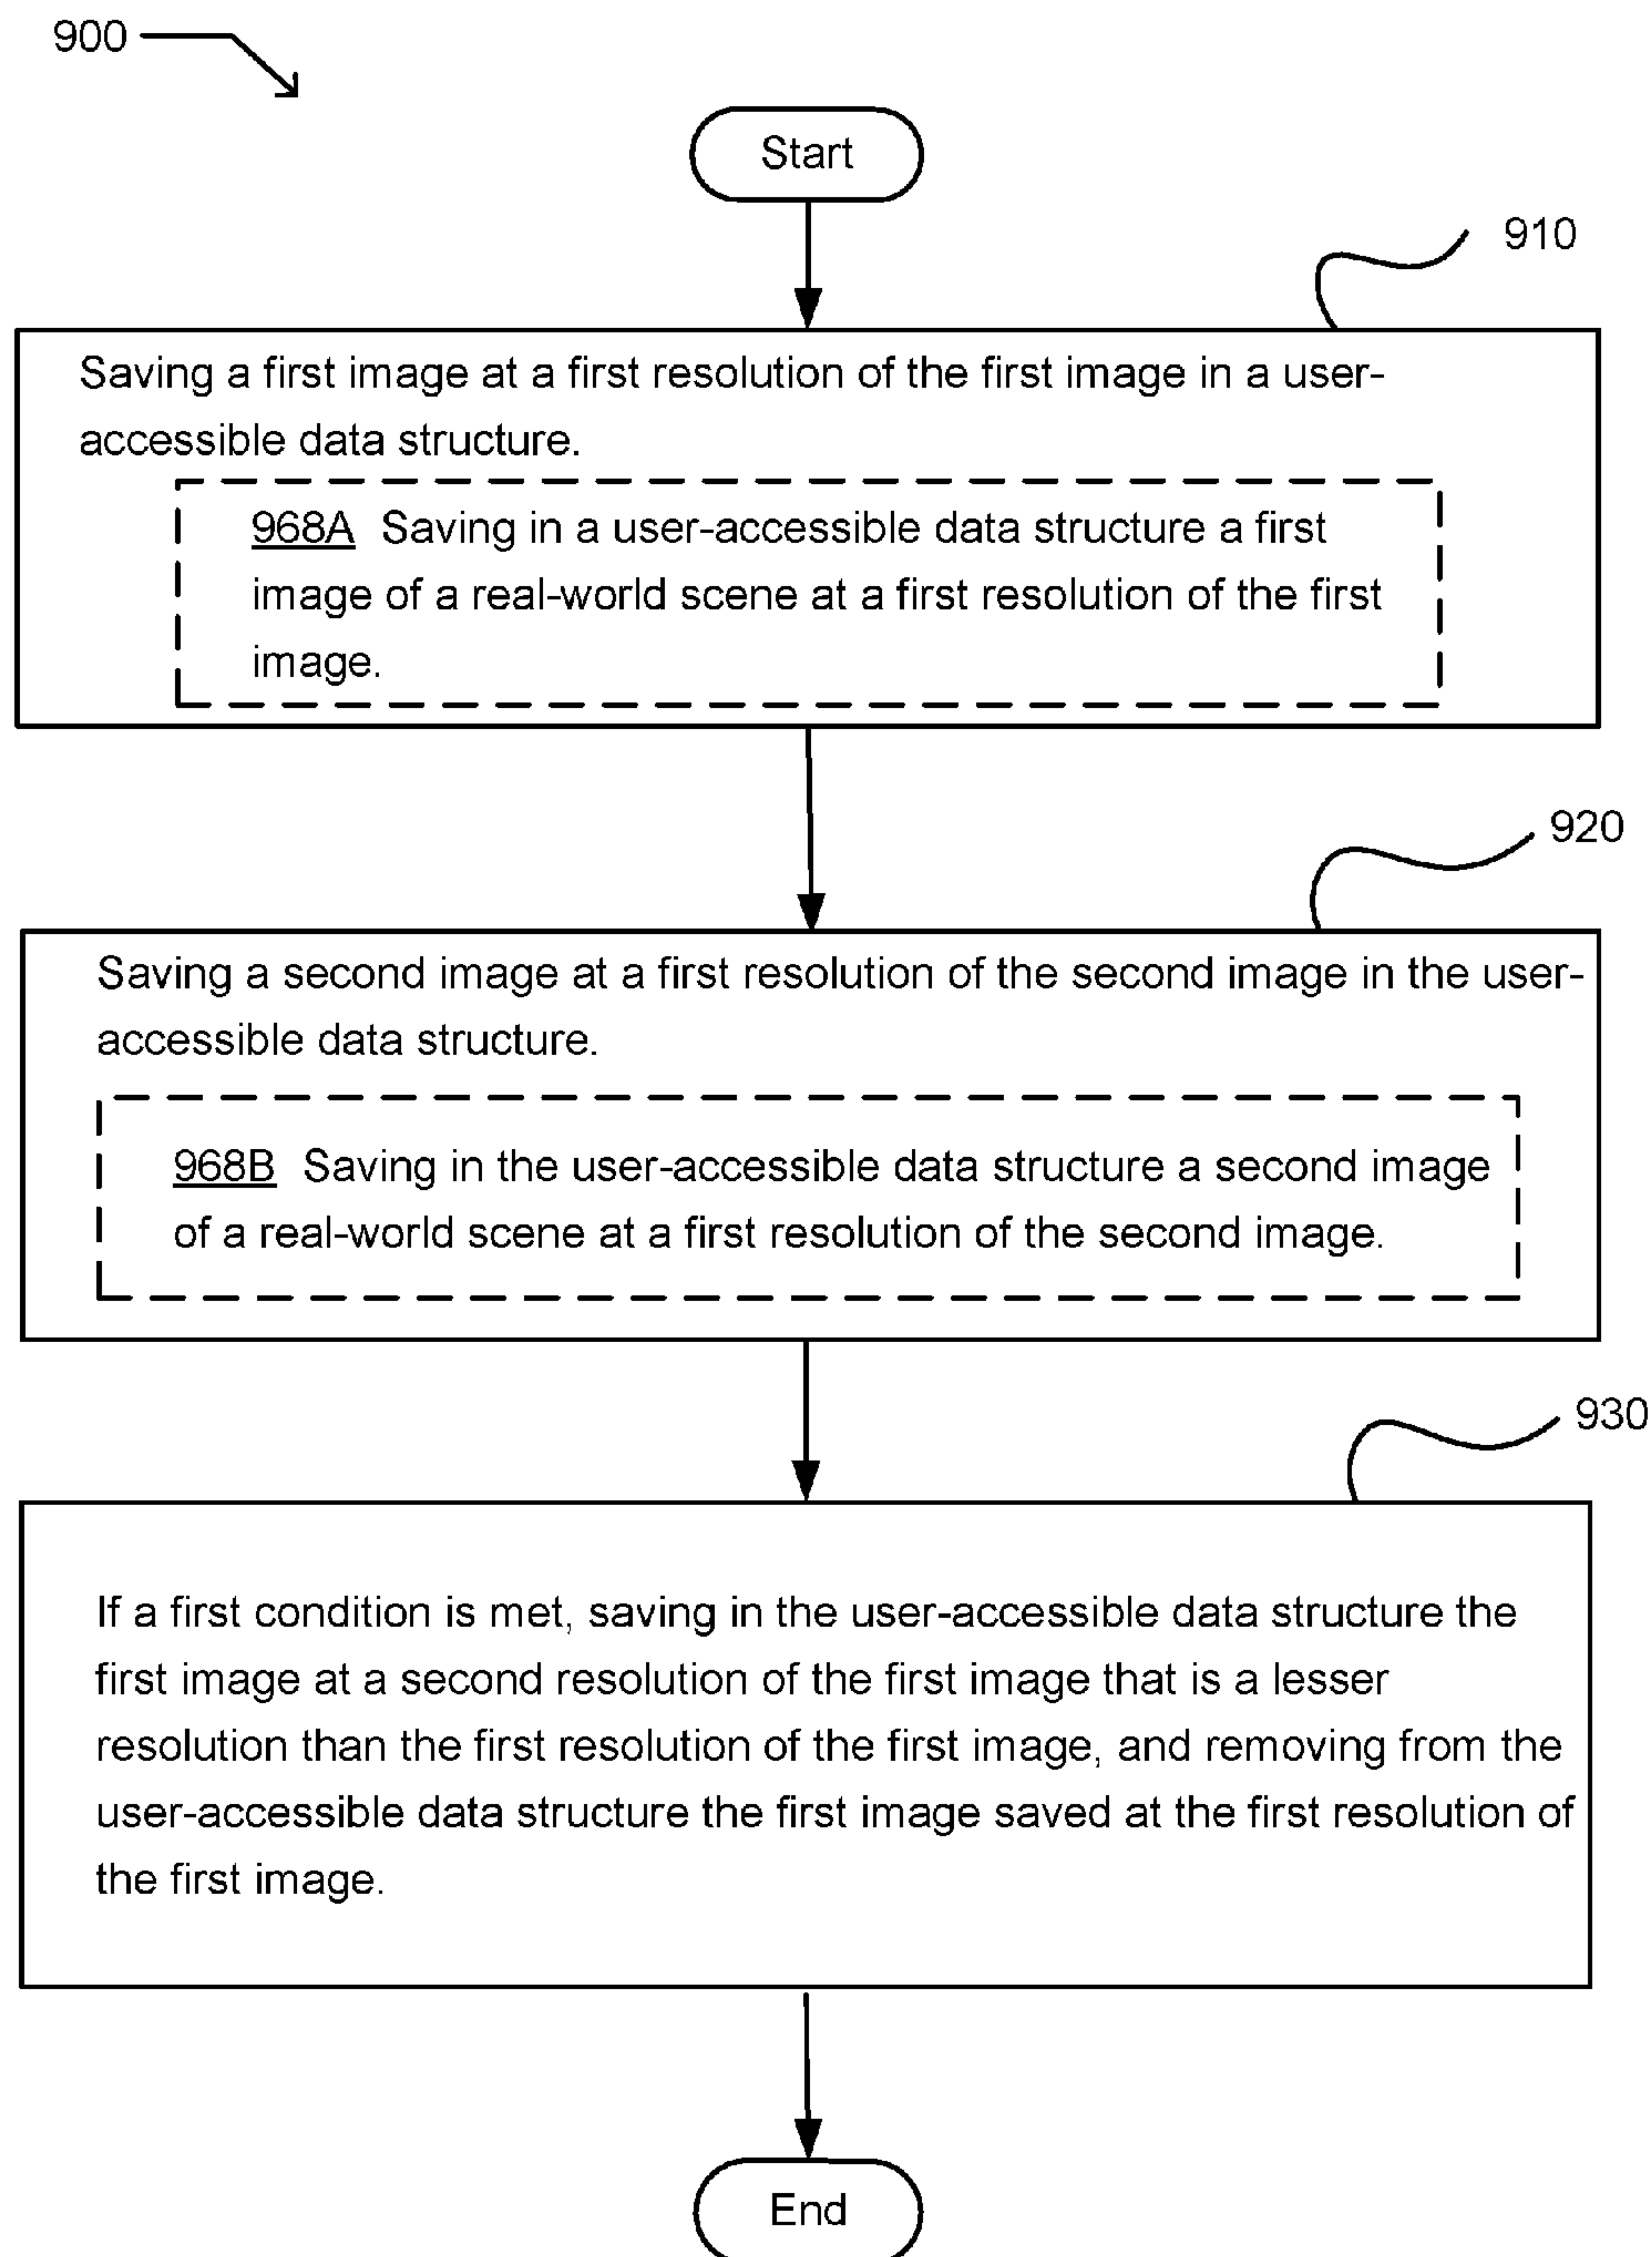 900
Start
910
Saving a first image at a first resolution of the first image in a user-
accessible data structure.
968A Saving in a user-accessible data structure a first
image of a real-world scene at a first resolution of the first
image.
920
Saving a second image at a first resolution of the second image in the user-
accessible data structure.
968B Saving in the user-accessible data structure a second image
of a real-world scene at a first resolution of the second image.
930
If a first condition is met, saving in the user-accessible data structure the
first image at a second resolution of the first image that is a lesser
resolution than the first resolution of the first image, and removing from the
user-accessible data structure the first image saved at the first resolution of
the first image.
End